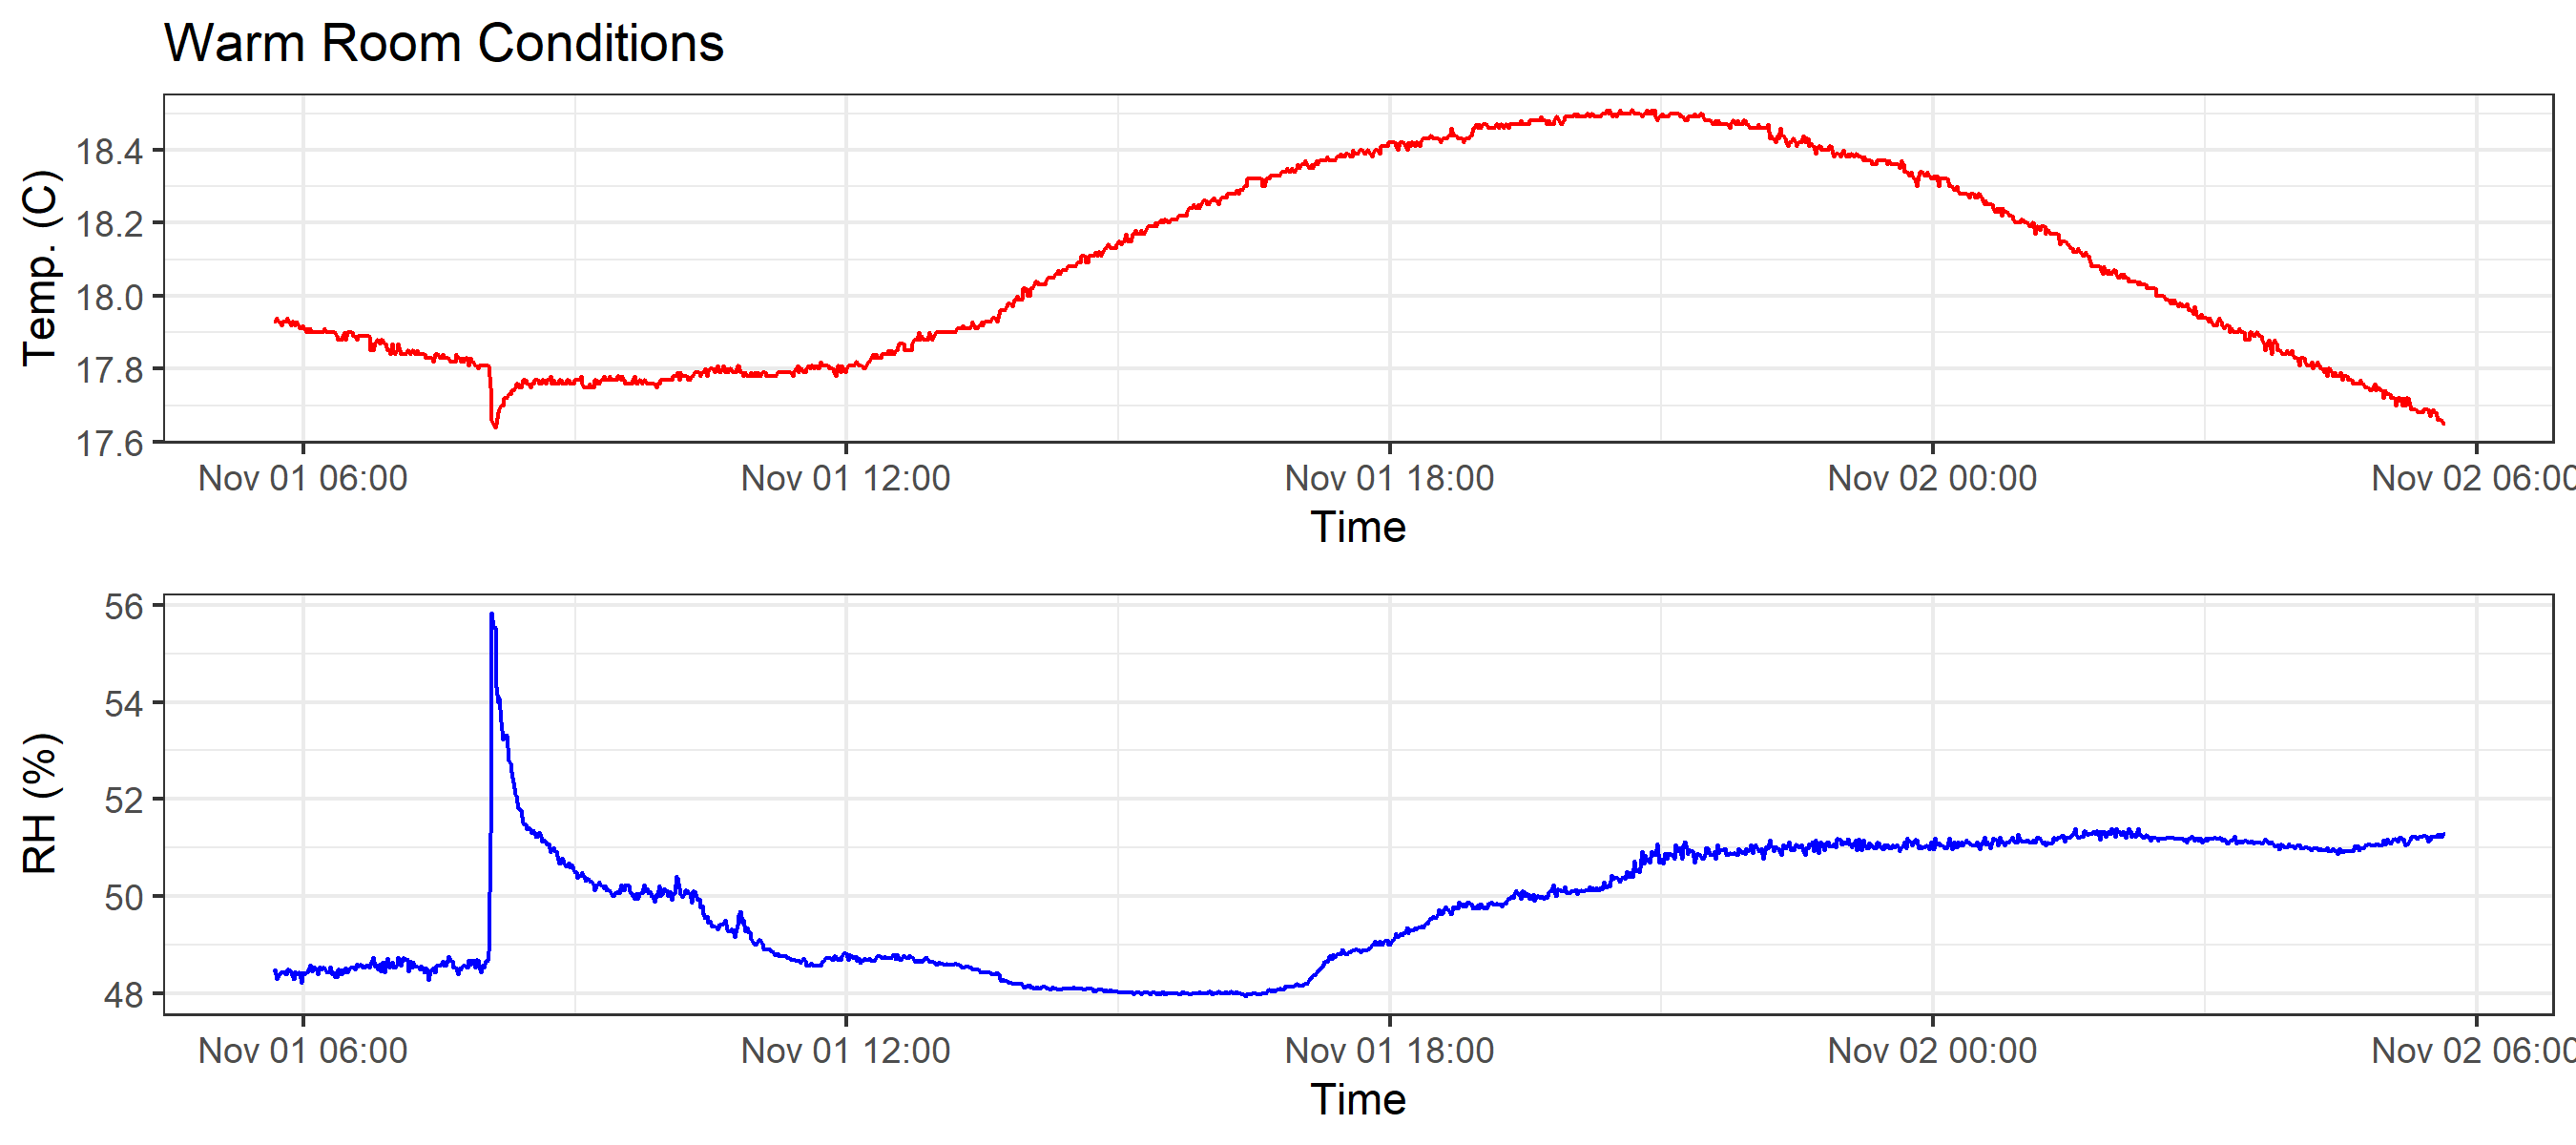 Warm Room Conditions
Temp. (C)
18.4
18.2
18.0
17.8
17.6
Nov 01 06:00 Nov 01 12:00 Nov 01 18:00 Nov 02 00:00 Nov 02 06:00
Time
RH (%)
56
54
52
50
48
Nov 01 06:00 Nov 01 12:00 Nov 01 18:00 Nov 02 00:00 Nov 02 06:00
Time